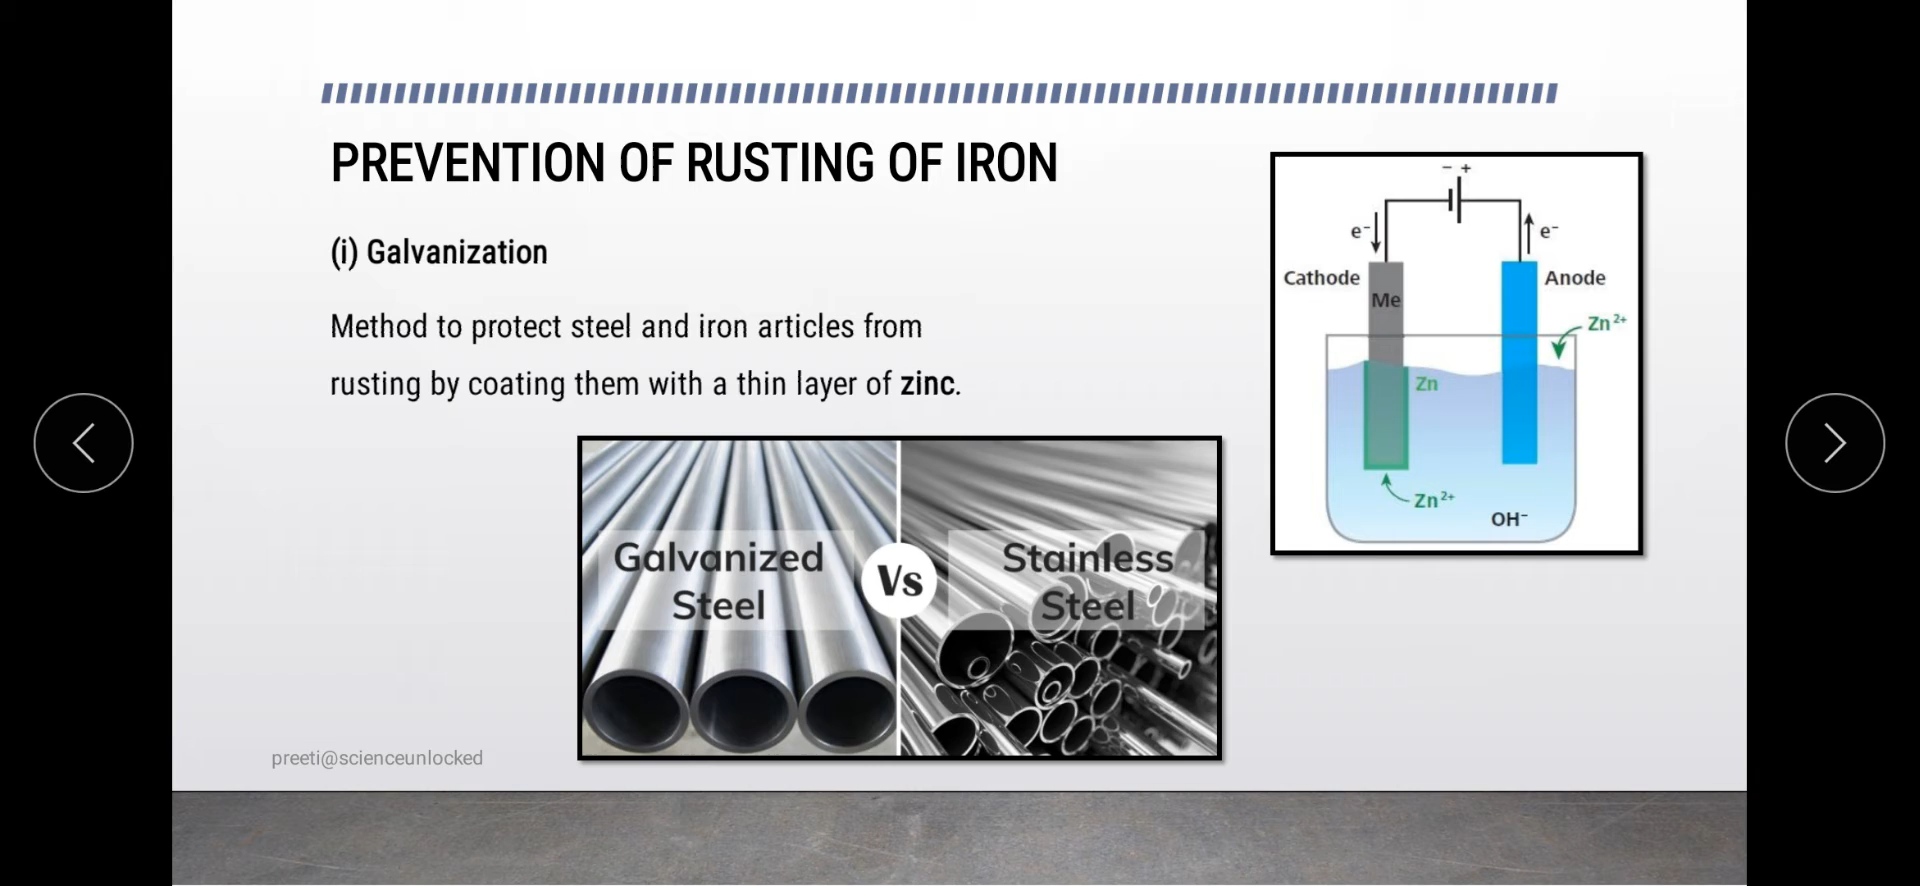 PREVENTION OF RUSTING OF IRON
(i) Galvanization
Method to protect steel and iron articles from
rusting by coating them with a thin layer of zinc.
Galvanized
Steel
Vs
Stainless
Steel
- +
e⁻
e⁻
Cathode
Anode
Me
Zn²⁺
Zn
Zn²⁺
OH⁻
preeti@scienceunlocked